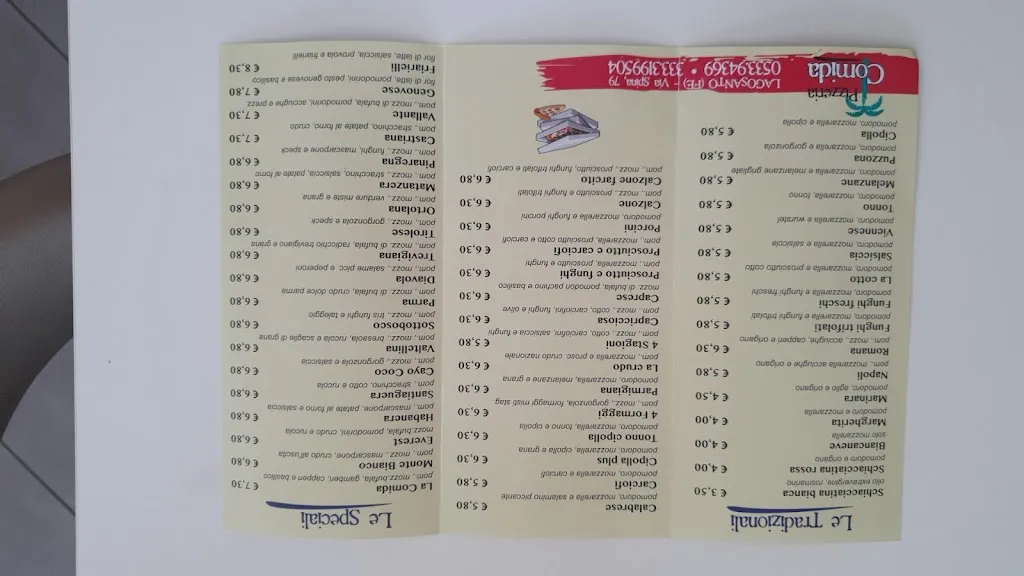 Le Tradizionali
Schiacciatina bianca € 3,50
olio extravergine, rosmarino
Schiacciatina rossa € 4,00
pomodoro e origano
Biancaneve € 4,00
solo mozzarella
Margherita € 4,00
pomodoro e mozzarella
Marinara € 4,50
pomodoro, aglio e origano
Napoli € 5,80
pom., mozzarella acciughe e origano
Romana € 6,30
pom., mozz., acciughe, capperi e origano
Funghi trifolati € 5,80
pomodoro, mozzarella e funghi trifolati
Funghi freschi € 5,80
pomodoro, mozzarella e funghi freschi
La cotto € 5,80
pomodoro, mozzarella e prosciutto cotto
Salsiccia € 5,80
pomodoro, mozzarella e salsiccia
Viennese € 5,80
pomodoro, mozzarella e wurstel
Tonno € 5,80
pomodoro, mozzarella, tonno
Melanzane € 5,80
pomodoro, mozzarella e melanzane grigliate
Puzzona € 5,80
pomodoro, mozzarella e gorgonzola
Cipolla € 5,80
pomodoro, mozzarella e cipolla
Pizzeria
Comida
Calabrese € 5,80
pomodoro, mozzarella e salamino piccante
Carciofi € 5,80
pomodoro, mozzarella e carciofi
Cipolla plus € 6,30
pom., mozzarella, cipolla e grana
Tonno cipolla € 6,30
pomodoro, mozzarella, tonno e cipolla
4 Formaggi € 6,30
pom., mozz., gorgonzola, formaggi misti stag.
Parmigiana € 6,30
pomodoro, mozzarella, melanzane e grana
La crudo € 6,30
pom., mozzarella e prosc. crudo nazionale
4 Stagioni € 5,80
pom., mozz., cotto, carciofini, salsiccia e funghi
Capricciosa € 6,30
pom., mozz., cotto, carciofini, funghi e olive
Caprese € 6,30
mozz. di bufala, pomodori pachino e basilico
Prosciutto e funghi € 6,30
pom., mozzarella, prosciutto e funghi
Prosciutto e carciofi € 6,30
pom., mozzarella, prosciutto cotto e carciofi
Porcini € 6,30
pomodoro, mozzarella e funghi porcini
Calzone € 6,30
pom., mozz., prosciutto e funghi trifolati
Calzone farcito € 6,80
pom., mozz., prosciutto, funghi trifolati e carciofi
LAGOSANTO (FE) - Via Spina, 79
0533.94369 • 333.3199504
Le Speciali
La Comida € 7,30
pom., mozz. bufala, gamberi, capperi e basilico
Monte Bianco € 6,80
pom., mozz., mascarpone, crudo all'uscita
Everest € 6,80
mozz. bufala, pomodorini, crudo e rucola
Habanera € 6,80
pom., mascarpone, patate al forno e salsiccia
Santiaguera € 6,80
pom., stracchino, cotto e rucola
Cayo Coco € 6,80
pom., mozz., gorgonzola e salsiccia
Valtellina € 6,80
pom., mozz., bresaola, rucola e scaglie di grana
Sottobosco € 6,80
pom., mozz., tris funghi e taleggio
Parma € 6,80
pom., mozz. di bufala, crudo dolce parma
Diavola € 6,80
pom., mozz., salame picc. e peperoni
Trevigiana € 6,80
pom., mozz. di bufala, radicchio trevigiano e grana
Tirolese € 6,80
pom., mozz., gorgonzola e speck
Ortolana € 6,80
pom., mozz., verdure miste e grana
Matanzera € 6,80
pom., mozz., stracchino, salsiccia, patate al forno
Pinaregna € 6,80
pom., mozz., funghi, mascarpone e speck
Castriana € 7,30
pom., stracchino, patate al forno, crudo
Vallante € 7,30
pom., mozz. di bufala, pomodorini, acciughe e prezz.
Genovese € 7,80
fior di latte, pomodorini, pesto genovese e basilico
Friarielli € 8,30
fior di latte, salsiccia, provola e friarielli